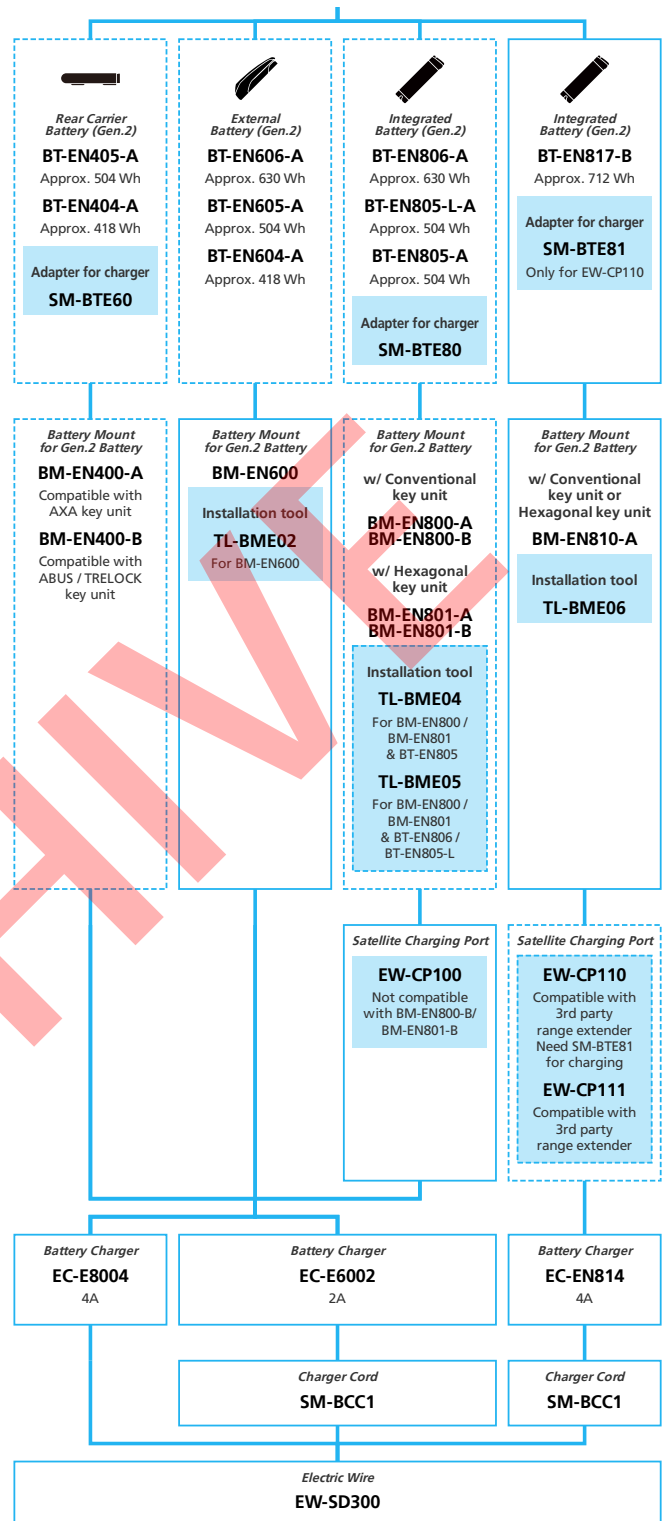 Rear Carrier
Battery (Gen.2)
BT-EN405-A
Approx. 504 Wh
BT-EN404-A
Approx. 418 Wh
Adapter for charger
SM-BTE60
External
Battery (Gen.2)
BT-EN606-A
Approx. 630 Wh
BT-EN605-A
Approx. 504 Wh
BT-EN604-A
Approx. 418 Wh
Integrated
Battery (Gen.2)
BT-EN806-A
Approx. 630 Wh
BT-EN805-L-A
Approx. 504 Wh
BT-EN805-A
Approx. 504 Wh
Adapter for charger
SM-BTE80
Integrated
Battery (Gen.2)
BT-EN817-B
Approx. 712 Wh
Adapter for charger
SM-BTE81
Only for EW-CP110
Battery Mount
for Gen.2 Battery
BM-EN400-A
Compatible with
AXA key unit
BM-EN400-B
Compatible with
ABUS / TRELOCK
key unit
Battery Mount
for Gen.2 Battery
BM-EN600
Installation tool
TL-BME02
For BM-EN600
Battery Mount
for Gen.2 Battery
w/ Conventional
key unit
BM-EN800-A
BM-EN800-B
w/ Hexagonal
key unit
BM-EN801-A
BM-EN801-B
Installation tool
TL-BME04
For BM-EN800 /
BM-EN801
& BT-EN805
TL-BME05
For BM-EN800 /
BM-EN801
& BT-EN806 /
BT-EN805-L
Battery Mount
for Gen.2 Battery
w/ Conventional
key unit or
Hexagonal key unit
BM-EN810-A
Installation tool
TL-BME06
Satellite Charging Port
EW-CP100
Not compatible
with BM-EN800-B/
BM-EN801-B
Satellite Charging Port
EW-CP110
Compatible with
3rd party
range extender
Need SM-BTE81
for charging
EW-CP111
Compatible with
3rd party
range extender
Battery Charger
EC-E8004
4A
Battery Charger
EC-E6002
2A
Battery Charger
EC-EN814
4A
Charger Cord
SM-BCC1
Charger Cord
SM-BCC1
Electric Wire
EW-SD300
HIVE